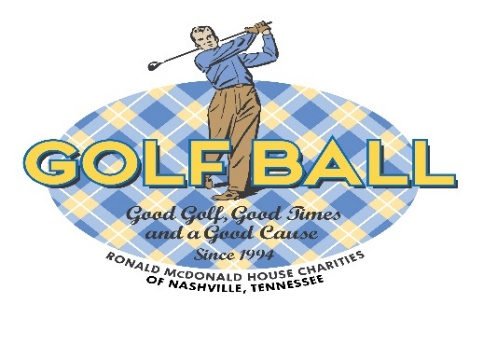 GOLF BALL
Good Golf, Good Times
and a Good Cause
Since 1994
RONALD MCDONALD HOUSE CHARITIES
OF NASHVILLE, TENNESSEE